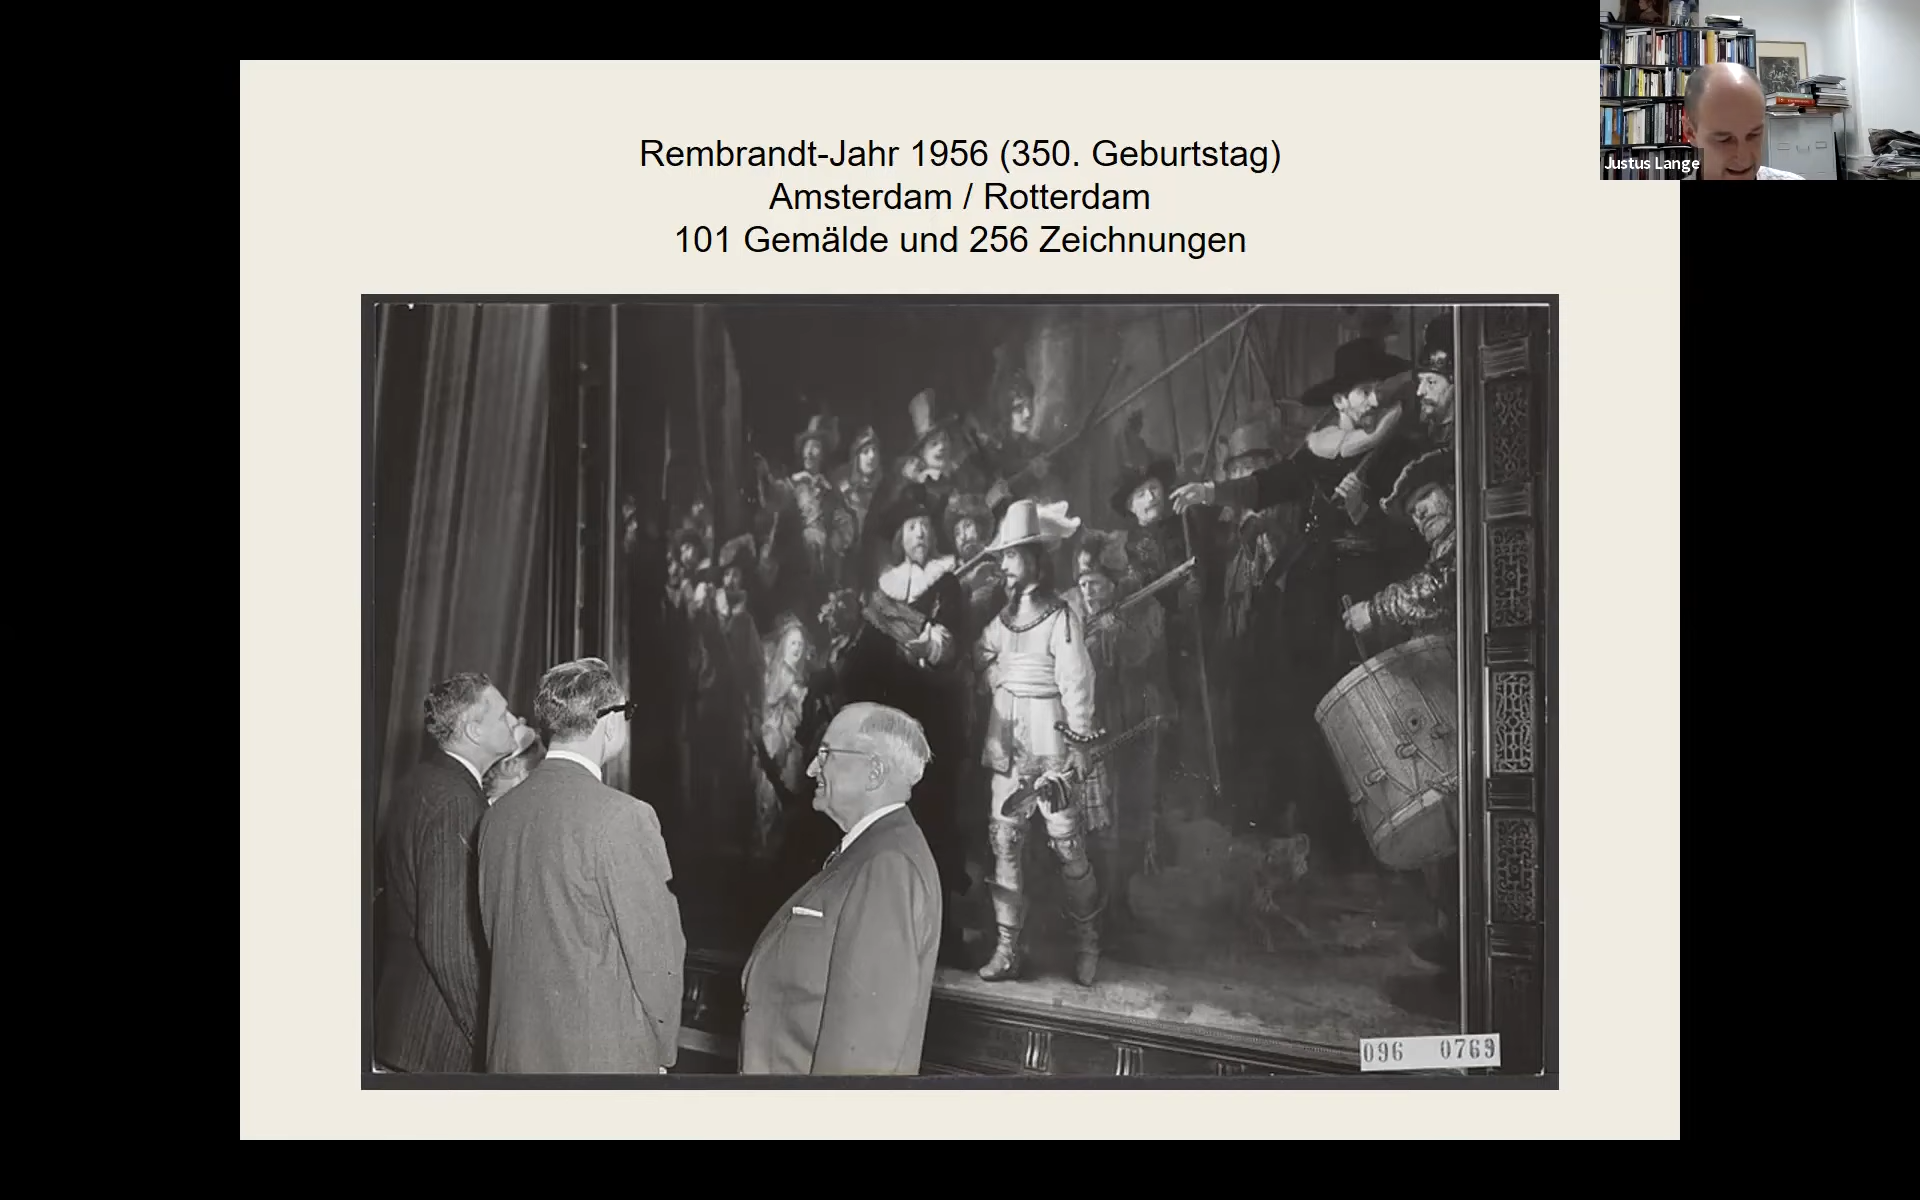 Rembrandt-Jahr 1956 (350. Geburtstag)
Amsterdam / Rotterdam
101 Gemälde und 256 Zeichnungen
Justus Lange
096 0769